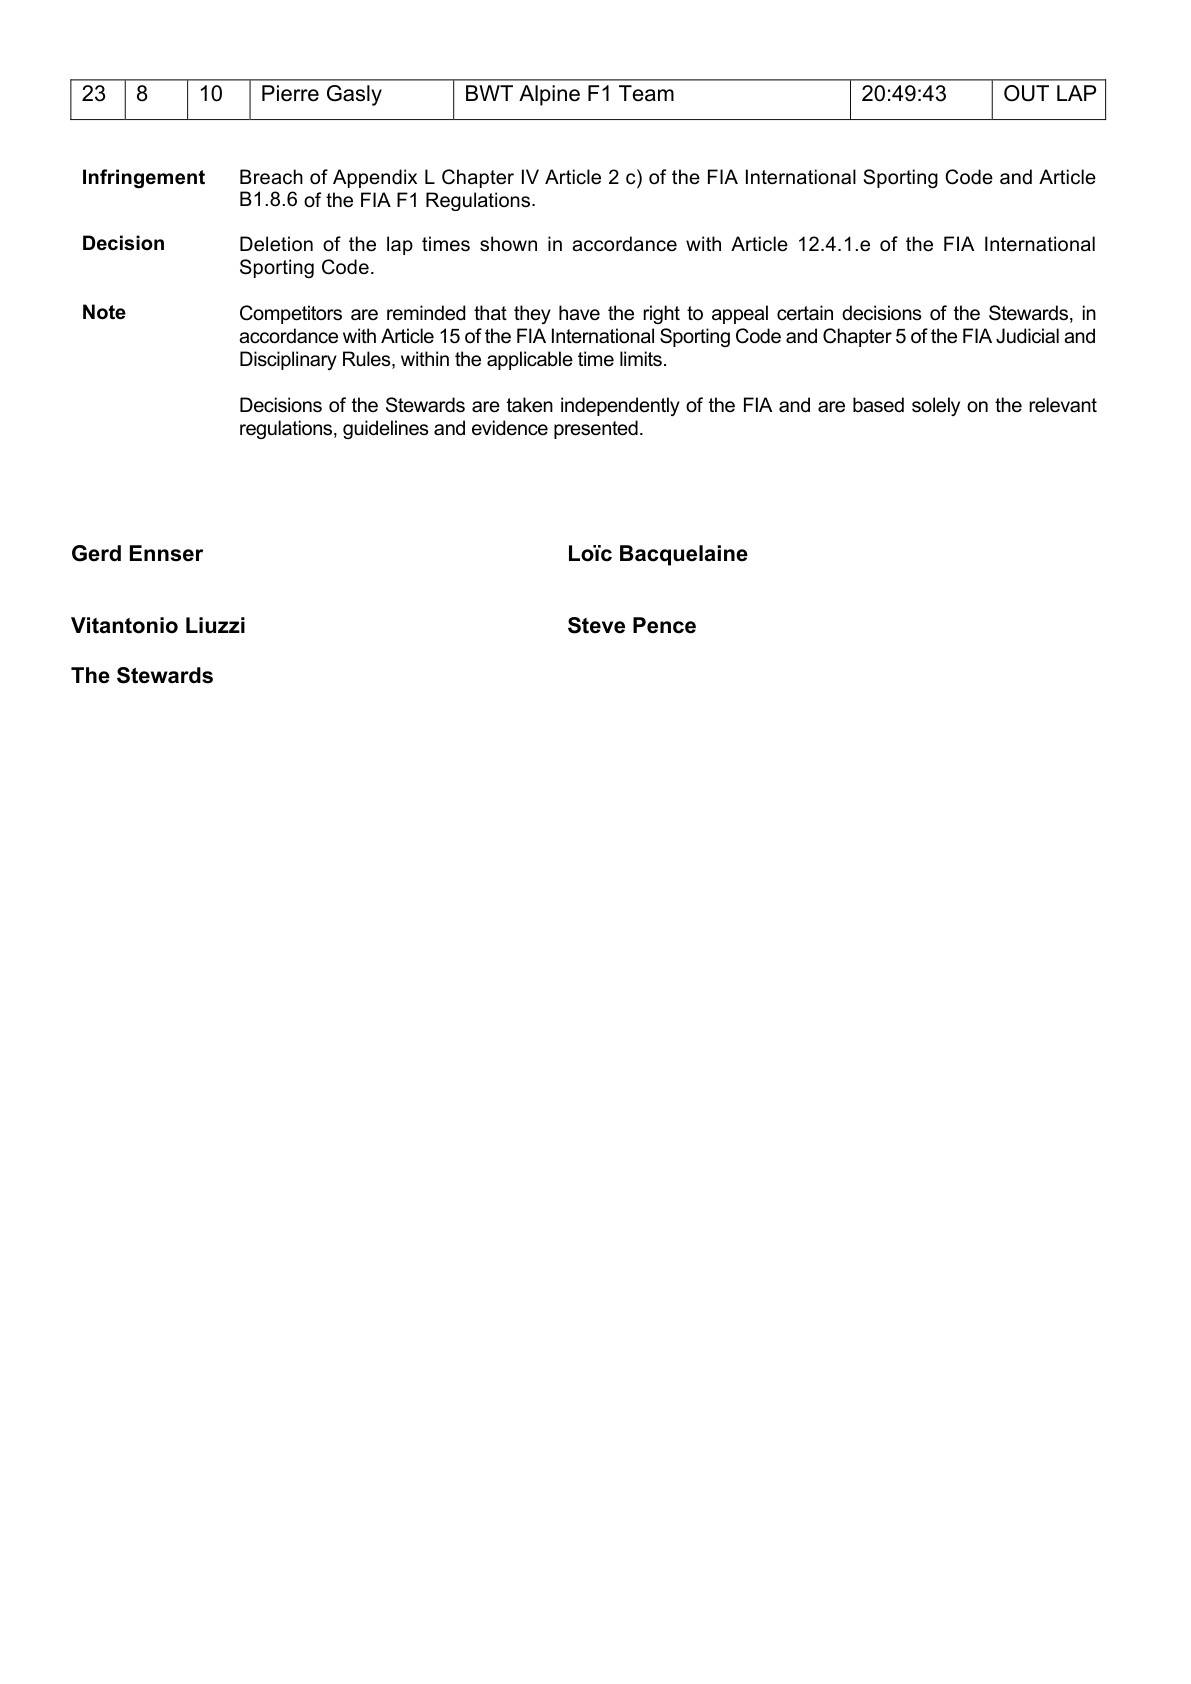 23 8 10 Pierre Gasly BWT Alpine F1 Team 20:49:43 OUT LAP
Infringement Breach of Appendix L Chapter IV Article 2 c) of the FIA International Sporting Code and Article
B1.8.6 of the FIA F1 Regulations.
Decision Deletion of the lap times shown in accordance with Article 12.4.1.e of the FIA International
Sporting Code.
Note Competitors are reminded that they have the right to appeal certain decisions of the Stewards, in
accordance with Article 15 of the FIA International Sporting Code and Chapter 5 of the FIA Judicial and
Disciplinary Rules, within the applicable time limits.
Decisions of the Stewards are taken independently of the FIA and are based solely on the relevant
regulations, guidelines and evidence presented.
Gerd Ennser Loïc Bacquelaine
Vitantonio Liuzzi Steve Pence
The Stewards